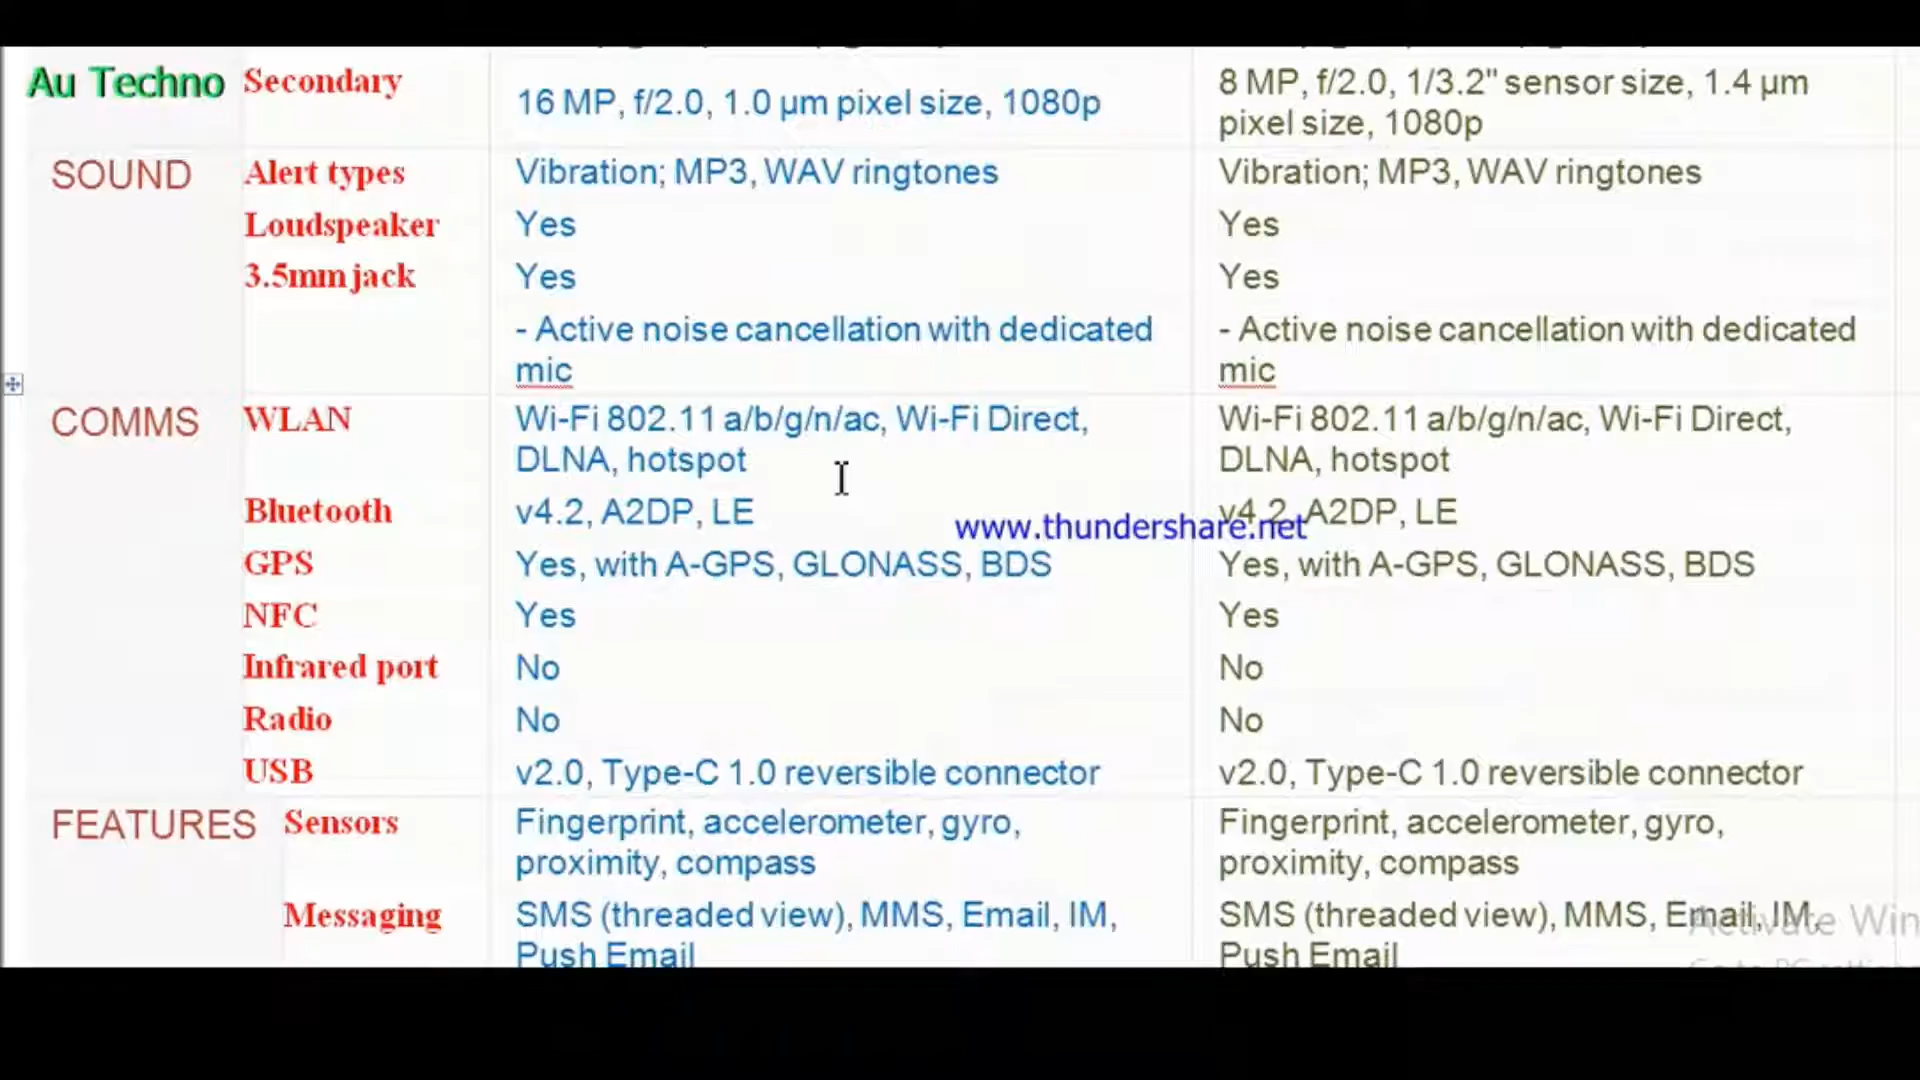 Au Techno Secondary 16 MP, f/2.0, 1.0 µm pixel size, 1080p 8 MP, f/2.0, 1/3.2" sensor size, 1.4 µm
pixel size, 1080p
SOUND Alert types Vibration; MP3, WAV ringtones Vibration; MP3, WAV ringtones
Loudspeaker Yes Yes
3.5mm jack Yes Yes
- Active noise cancellation with dedicated - Active noise cancellation with dedicated
mic mic
COMMS WLAN Wi-Fi 802.11 a/b/g/n/ac, Wi-Fi Direct, Wi-Fi 802.11 a/b/g/n/ac, Wi-Fi Direct,
DLNA, hotspot DLNA, hotspot
Bluetooth v4.2, A2DP, LE v4.2, A2DP, LE
www.thundershare.net
GPS Yes, with A-GPS, GLONASS, BDS Yes, with A-GPS, GLONASS, BDS
NFC Yes Yes
Infrared port No No
Radio No No
USB v2.0, Type-C 1.0 reversible connector v2.0, Type-C 1.0 reversible connector
FEATURES Sensors Fingerprint, accelerometer, gyro, Fingerprint, accelerometer, gyro,
proximity, compass proximity, compass
Messaging SMS (threaded view), MMS, Email, IM, SMS (threaded view), MMS, Email, IM,
Activate Win
Push Email Push Email